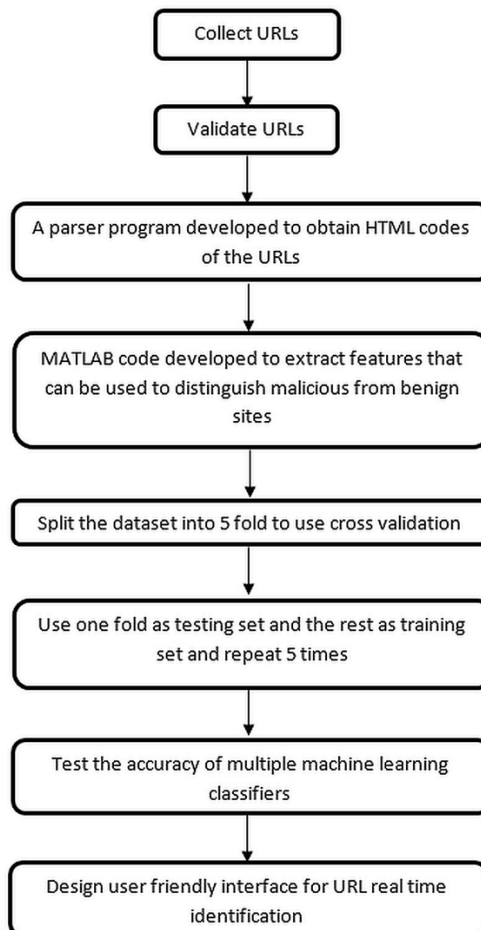 Collect URLs
Validate URLs
A parser program developed to obtain HTML codes
of the URLs
MATLAB code developed to extract features that
can be used to distinguish malicious from benign
sites
Split the dataset into 5 fold to use cross validation
Use one fold as testing set and the rest as training
set and repeat 5 times
Test the accuracy of multiple machine learning
classifiers
Design user friendly interface for URL real time
identification